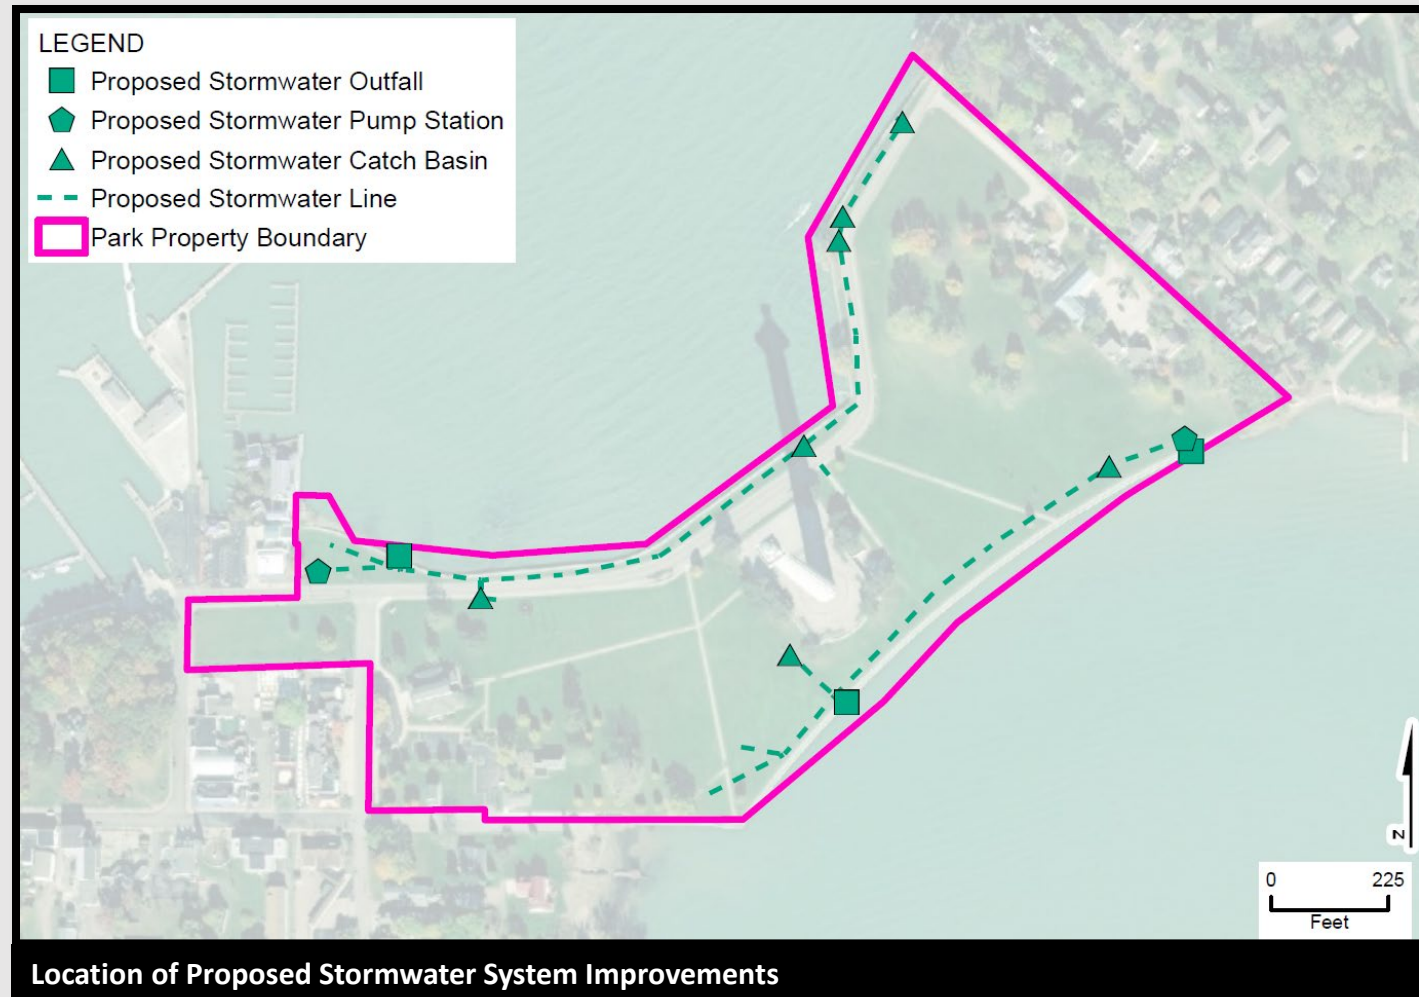 LEGEND
Proposed Stormwater Outfall
Proposed Stormwater Pump Station
Proposed Stormwater Catch Basin
Proposed Stormwater Line
Park Property Boundary
N
0 225
Feet
Location of Proposed Stormwater System Improvements